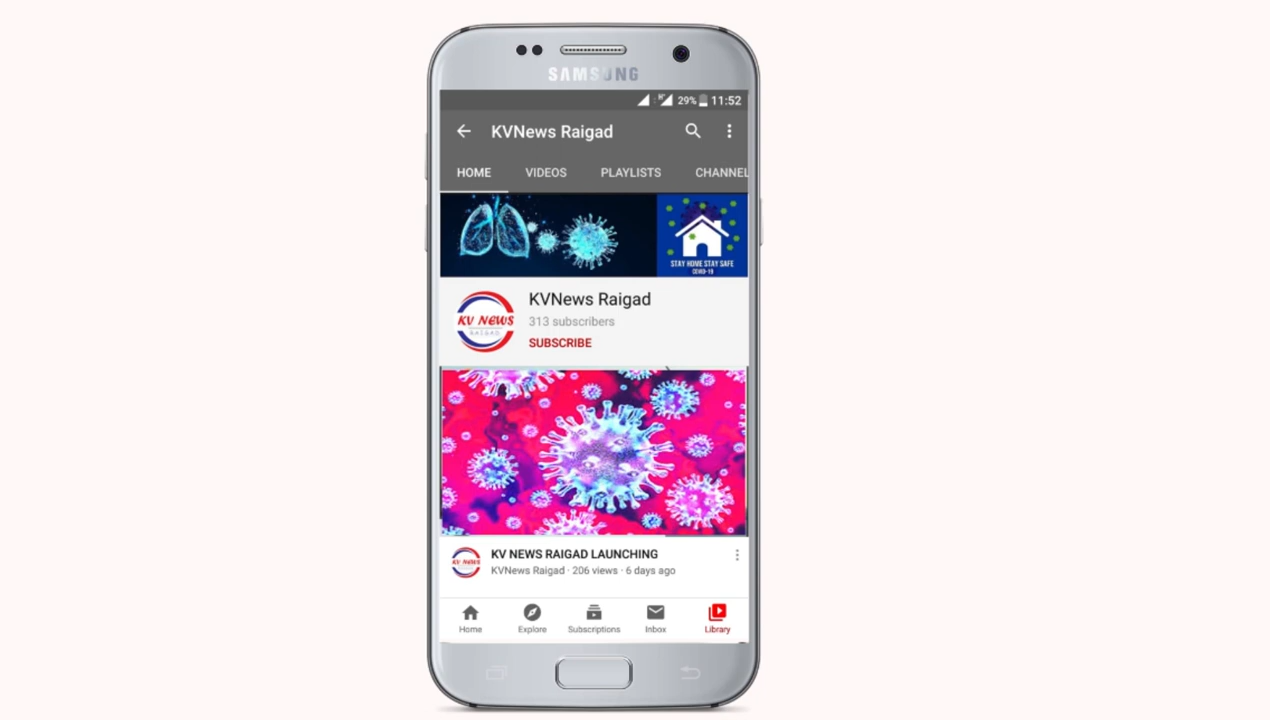 SAMSUNG
29% 11:52
KVNews Raigad
HOME VIDEOS PLAYLISTS CHANNEL
STAY HOME STAY SAFE
COVID-19
KVNews Raigad
KV NEWS
RAIGAD
313 subscribers
SUBSCRIBE
KV NEWS
KV NEWS RAIGAD LAUNCHING
KVNews Raigad · 206 views · 6 days ago
Home Explore Subscriptions Inbox Library